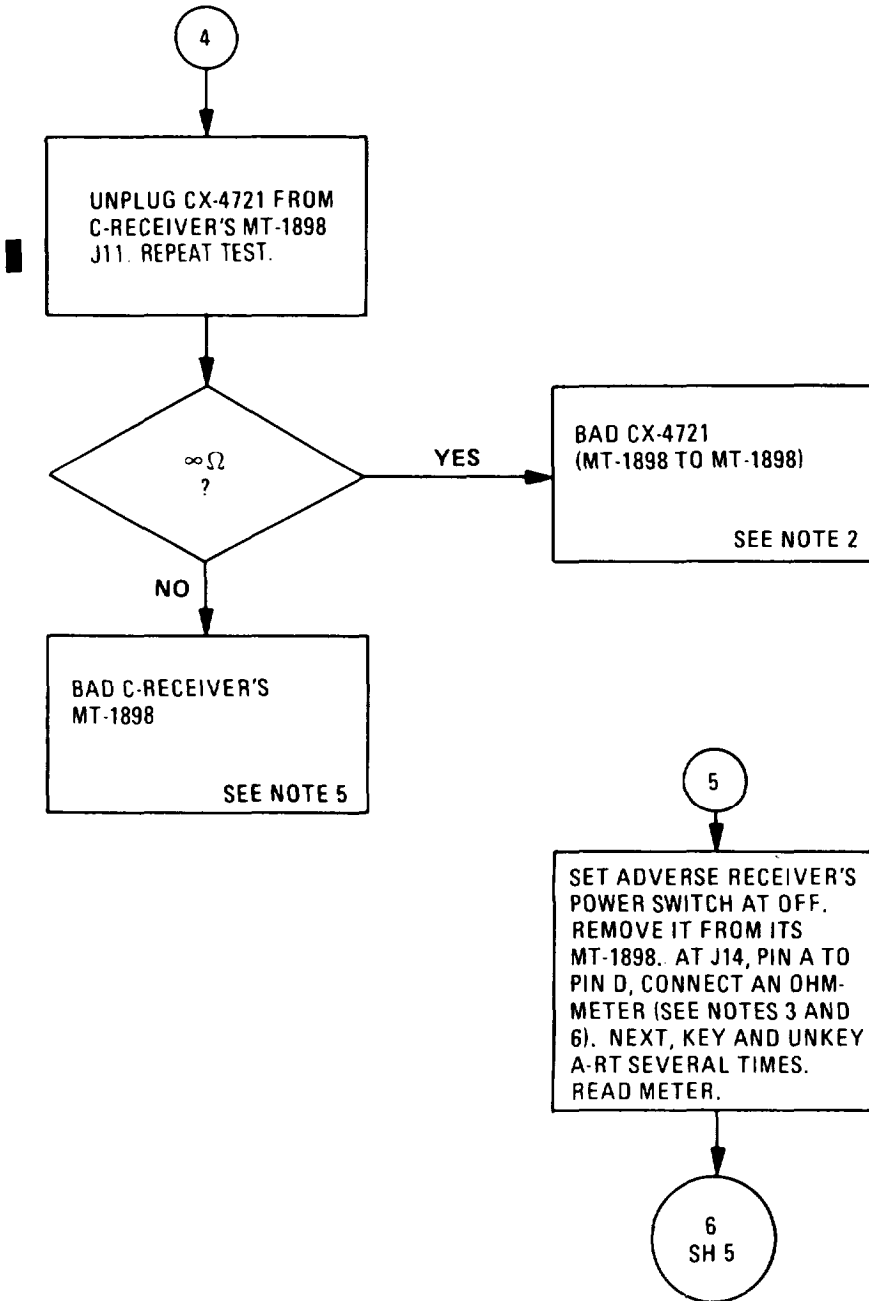 4
UNPLUG CX-4721 FROM
C-RECEIVER'S MT-1898
J11. REPEAT TEST.
∞ Ω
?
YES
BAD CX-4721
(MT-1898 TO MT-1898)
SEE NOTE 2
NO
BAD C-RECEIVER'S
MT-1898
SEE NOTE 5
5
SET ADVERSE RECEIVER'S
POWER SWITCH AT OFF.
REMOVE IT FROM ITS
MT-1898. AT J14, PIN A TO
PIN D, CONNECT AN OHM-
METER (SEE NOTES 3 AND
6). NEXT, KEY AND UNKEY
A-RT SEVERAL TIMES.
READ METER.
6
SH 5